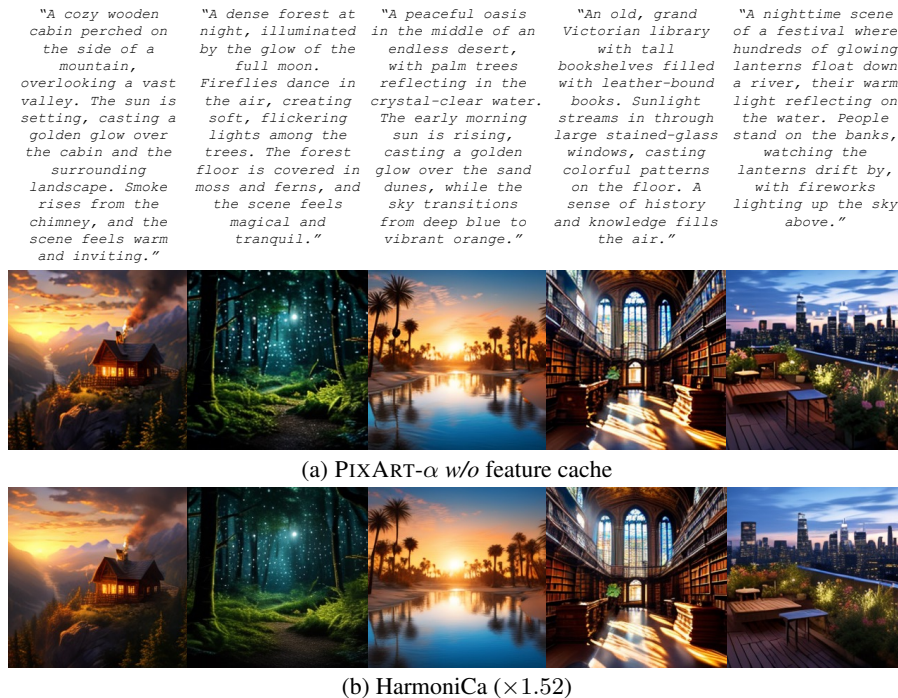 "A cozy wooden
cabin perched on
the side of a
mountain,
overlooking a vast
valley. The sun is
setting, casting a
golden glow over
the cabin and the
surrounding
landscape. Smoke
rises from the
chimney, and the
scene feels warm
and inviting."
"A dense forest at
night, illuminated
by the glow of the
full moon.
Fireflies dance in
the air, creating
soft, flickering
lights among the
trees. The forest
floor is covered in
moss and ferns, and
the scene feels
magical and
tranquil."
"A peaceful oasis
in the middle of an
endless desert,
with palm trees
reflecting in the
crystal-clear water.
The early morning
sun is rising,
casting a golden
glow over the sand
dunes, while the
sky transitions
from deep blue to
vibrant orange."
"An old, grand
Victorian library
with tall
bookshelves filled
with leather-bound
books. Sunlight
streams in through
large stained-glass
windows, casting
colorful patterns
on the floor. A
sense of history
and knowledge fills
the air."
"A nighttime scene
of a festival where
hundreds of glowing
lanterns float down
a river, their warm
light reflecting on
the water. People
stand on the banks,
watching the
lanterns drift by,
with fireworks
lighting up the sky
above."
(a) PIXART-α w/o feature cache
(b) HarmoniCa (×1.52)